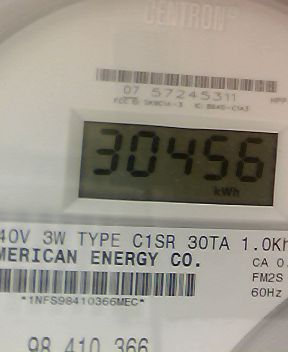 CENTRON®
07 57245311
30456
kWh
40V 3W TYPE C1SR 30TA 1.0Kh
MERICAN ENERGY CO.
CA 0.
FM2S
*1NFS98410366MEC*
60Hz
98 410 366